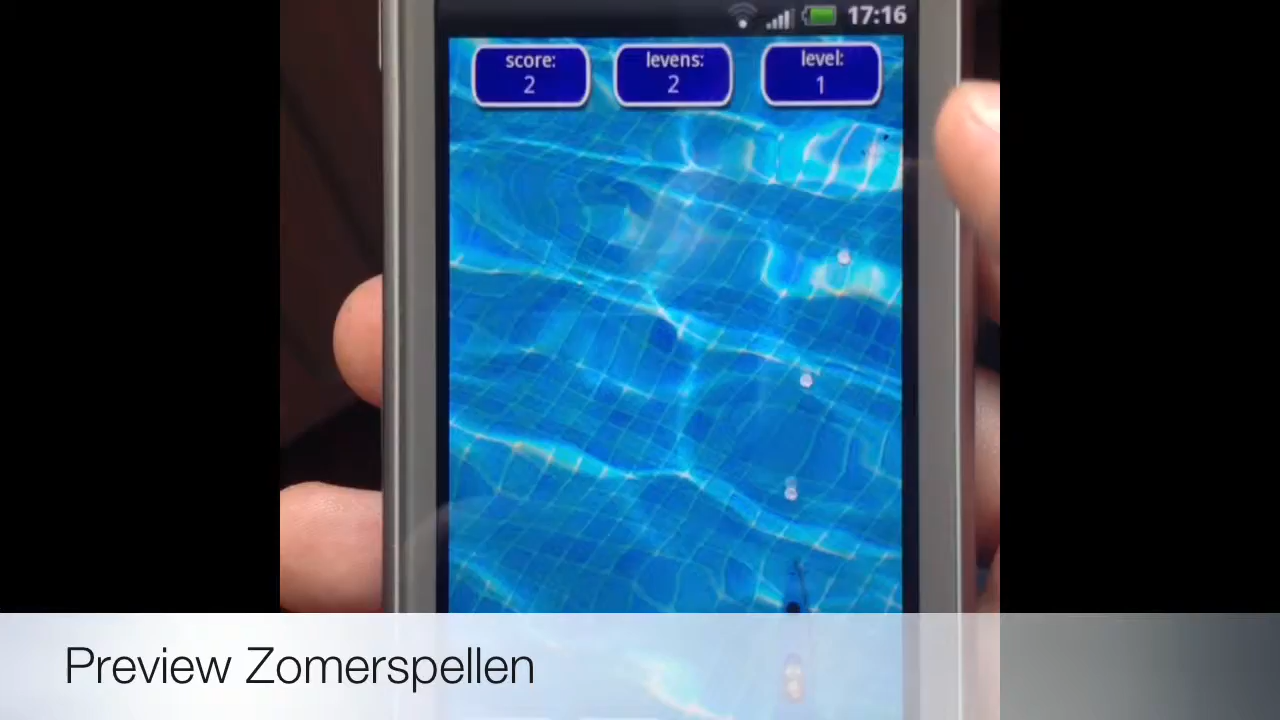 17:16
score:
2
levens:
2
level:
1
Preview Zomerspellen